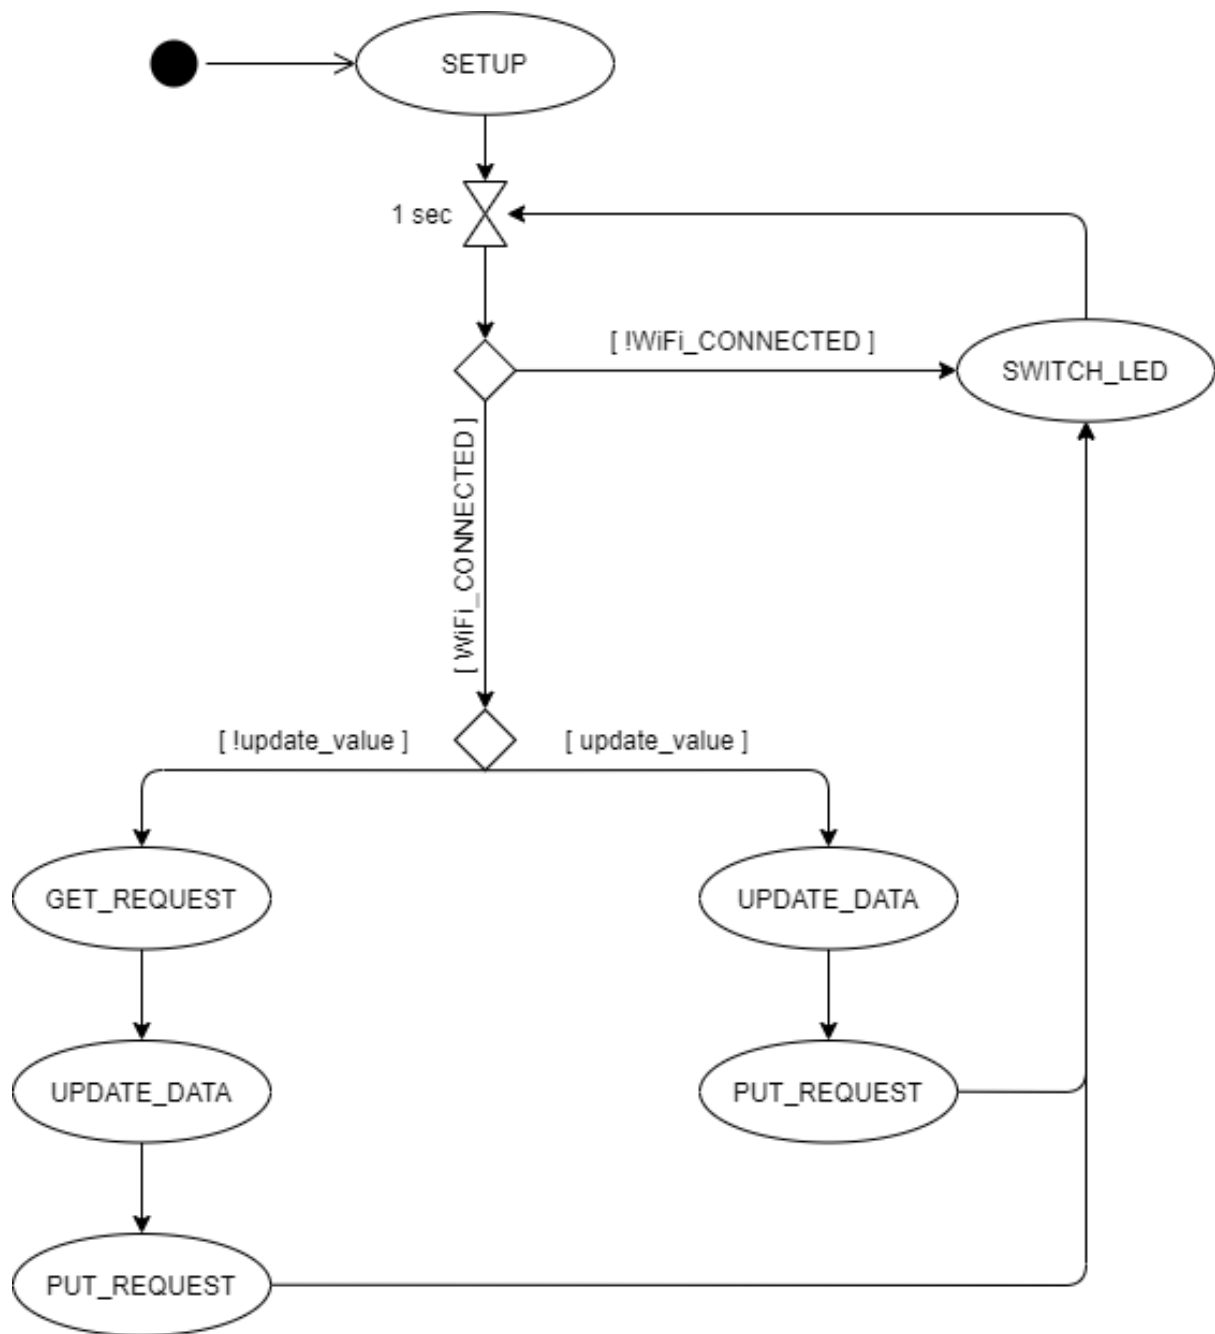 SETUP
1 sec
[ !WiFi_CONNECTED ]
SWITCH_LED
[ WiFi_CONNECTED ]
[ !update_value ]
[ update_value ]
GET_REQUEST
UPDATE_DATA
UPDATE_DATA
PUT_REQUEST
PUT_REQUEST